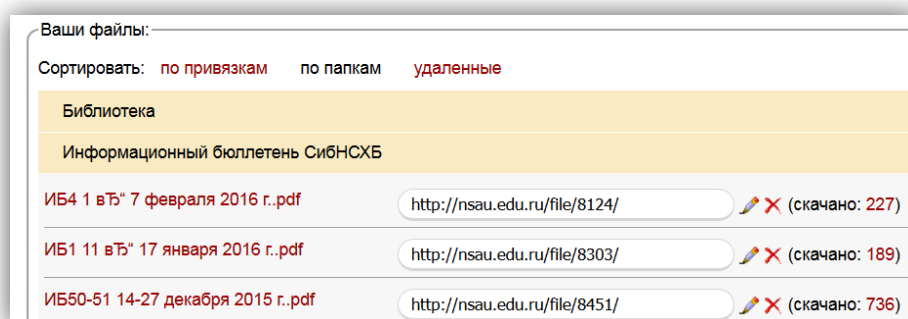 Ваши файлы:
Сортировать: по привязкам по папкам удаленные
Библиотека
Информационный бюллетень СибНСХБ
ИБ4 1 вЂ“ 7 февраля 2016 г..pdf http://nsau.edu.ru/file/8124/ (скачано: 227)
ИБ1 11 вЂ“ 17 января 2016 г..pdf http://nsau.edu.ru/file/8303/ (скачано: 189)
ИБ50-51 14-27 декабря 2015 г..pdf http://nsau.edu.ru/file/8451/ (скачано: 736)